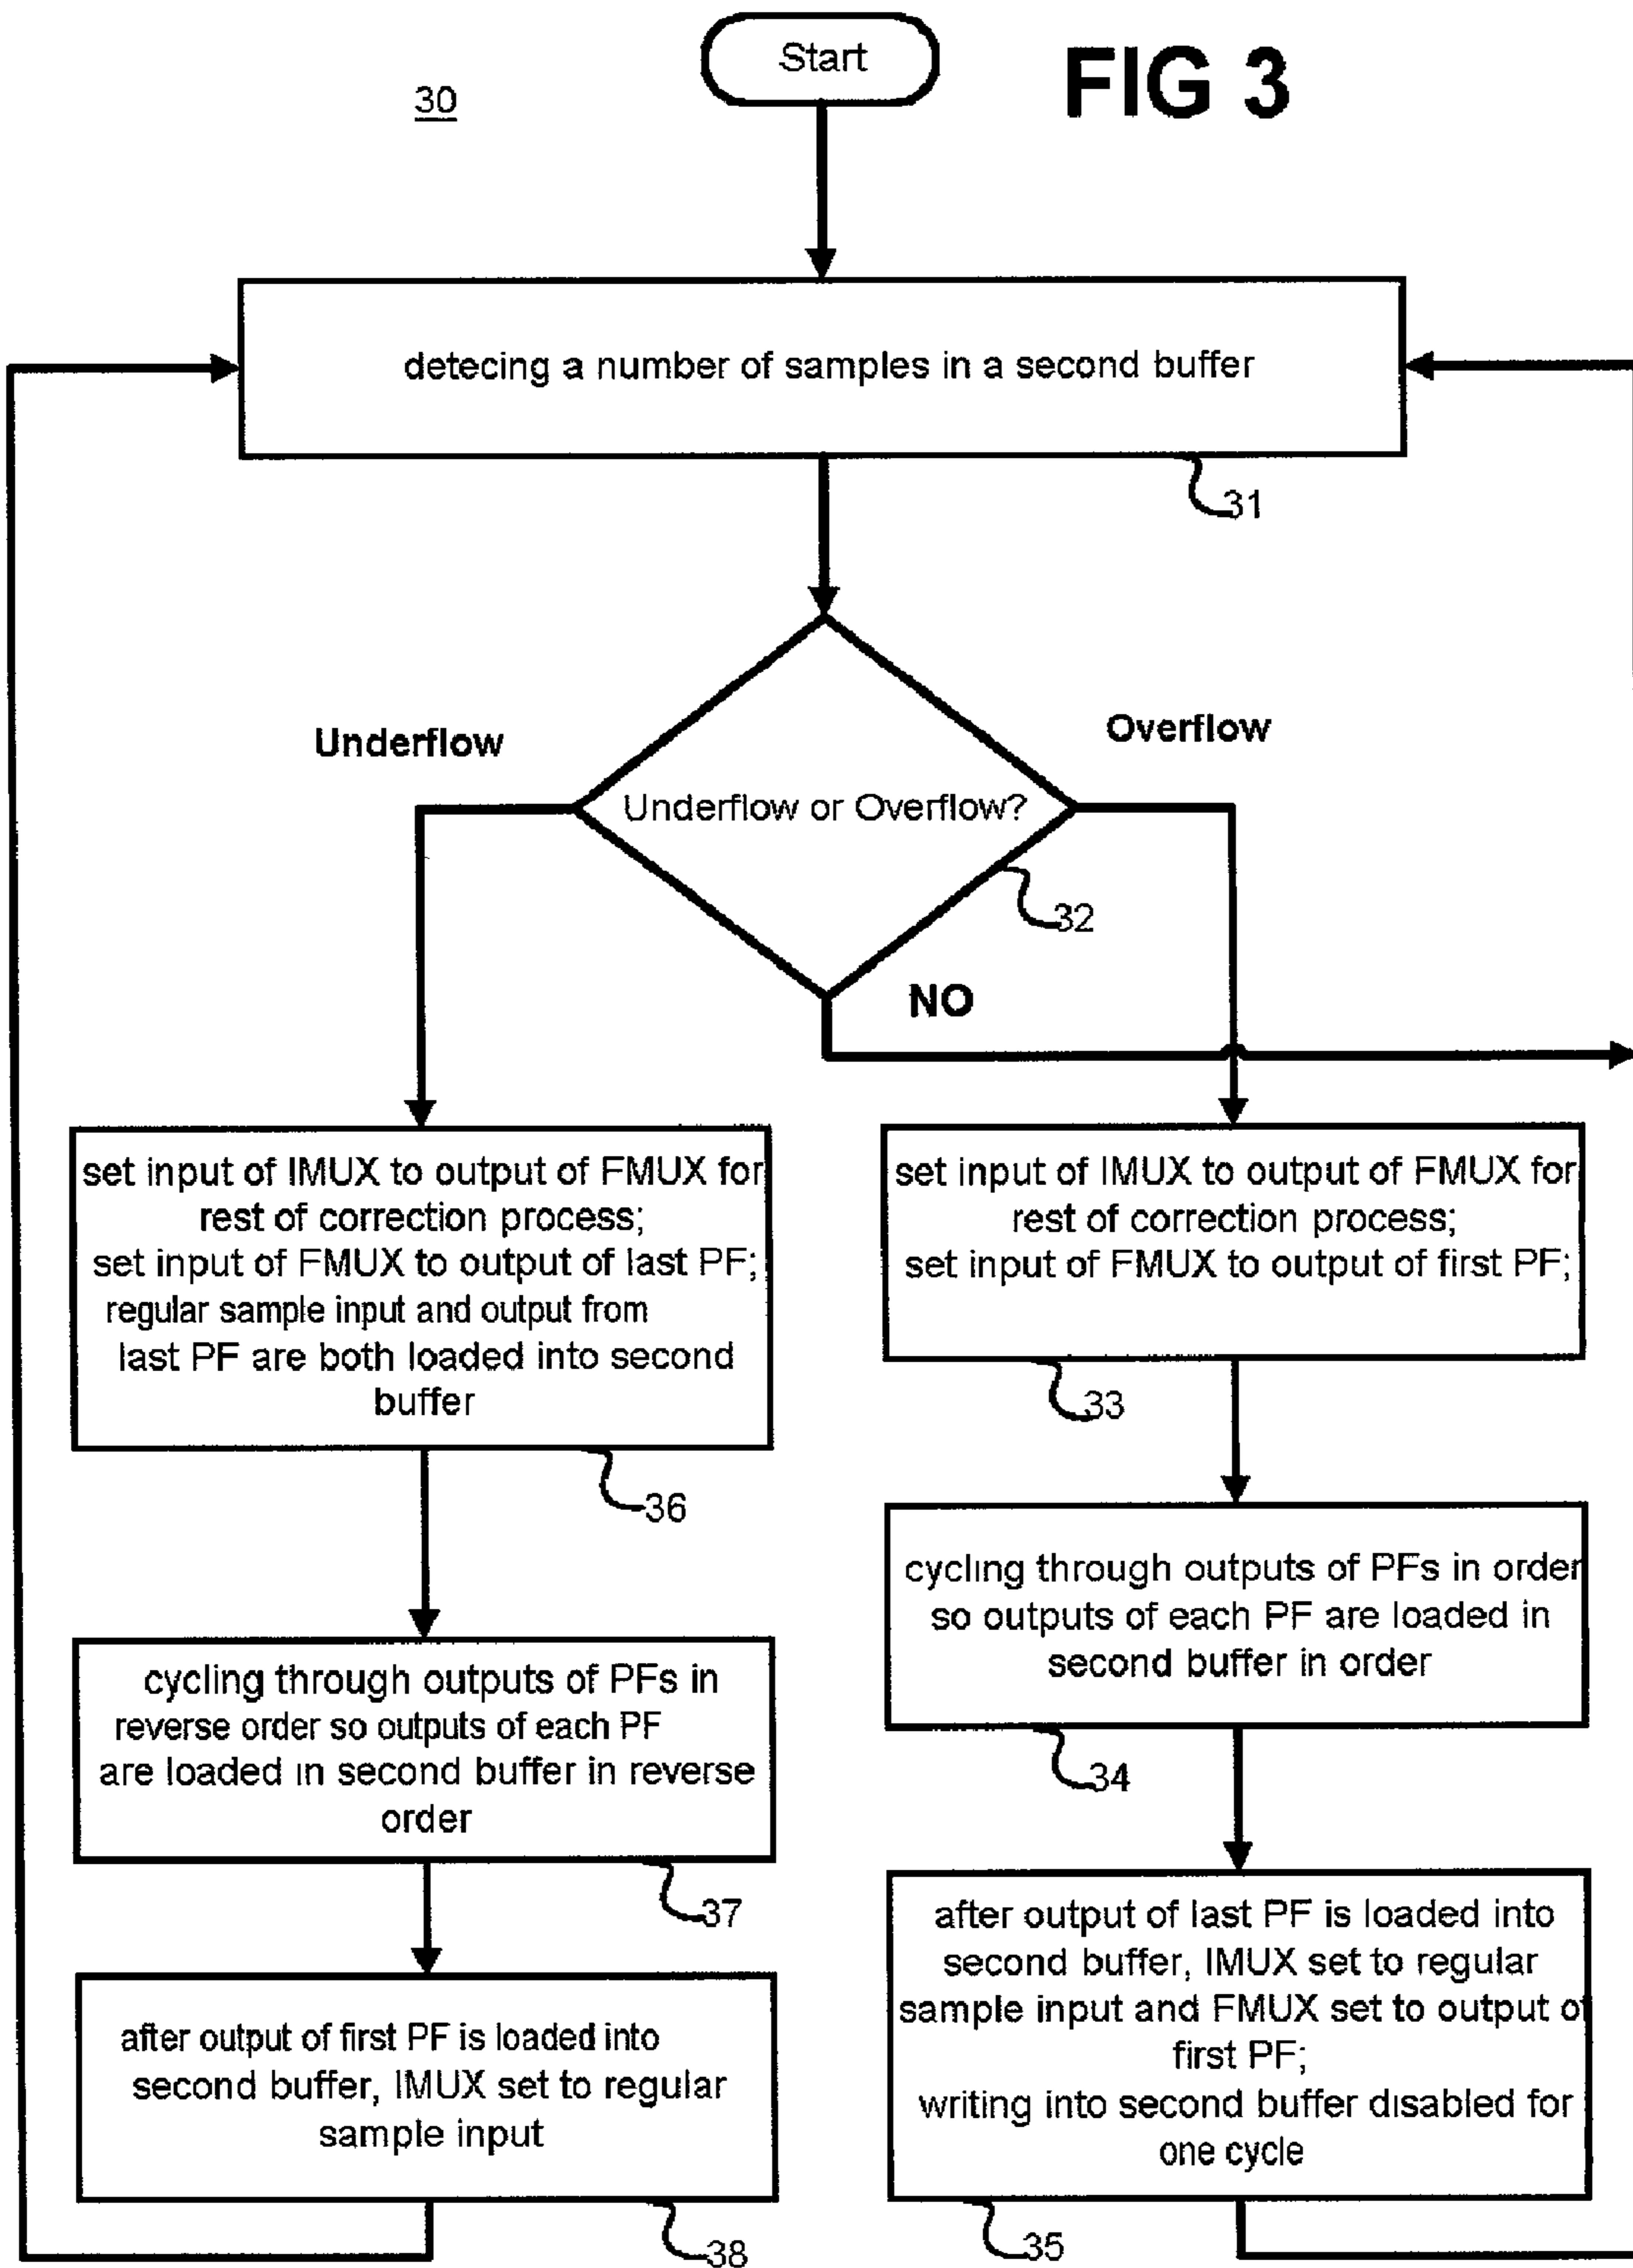 Start
FIG 3
30
detecing a number of samples in a second buffer
31
Underflow
Overflow
Underflow or Overflow?
32
NO
set input of IMUX to output of FMUX for
rest of correction process;
set input of FMUX to output of last PF;
regular sample input and output from
last PF are both loaded into second
buffer
36
set input of IMUX to output of FMUX for
rest of correction process;
set input of FMUX to output of first PF;
33
cycling through outputs of PFs in order
so outputs of each PF are loaded in
second buffer in order
34
cycling through outputs of PFs in
reverse order so outputs of each PF
are loaded in second buffer in reverse
order
37
after output of last PF is loaded into
second buffer, IMUX set to regular
sample input and FMUX set to output of
first PF;
writing into second buffer disabled for
one cycle
35
after output of first PF is loaded into
second buffer, IMUX set to regular
sample input
38